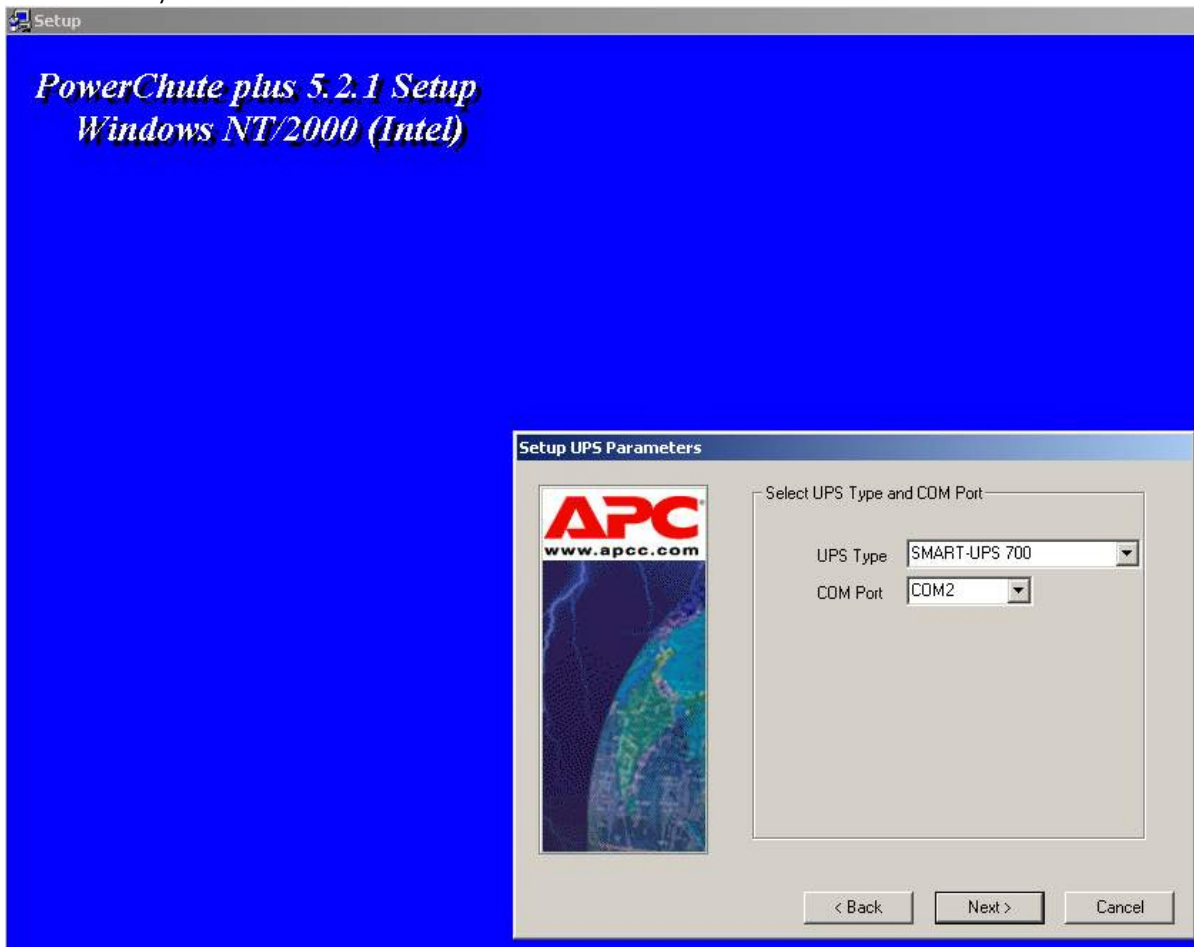 Setup
PowerChute plus 5.2.1 Setup
Windows NT/2000 (Intel)
Setup UPS Parameters
APC
www.apcc.com
Select UPS Type and COM Port
UPS Type SMART-UPS 700
COM Port COM2
< Back Next > Cancel